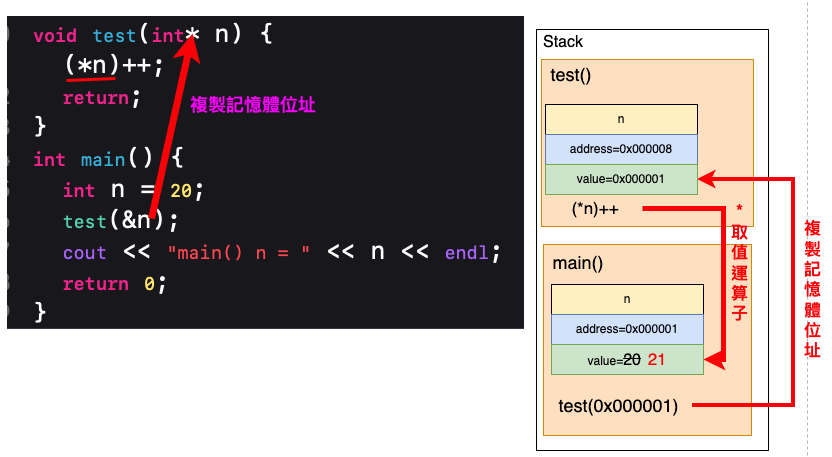 void test(int* n) {
(*n)++;
return;
}
int main() {
int n = 20;
test(&n);
cout << "main() n = " << n << endl;
return 0;
}
複製記憶體位址
Stack
test()
n
address=0x000008
value=0x000001
(*n)++
main()
n
address=0x000001
value=20 21
test(0x000001)
*取值運算子
複製記憶體位址